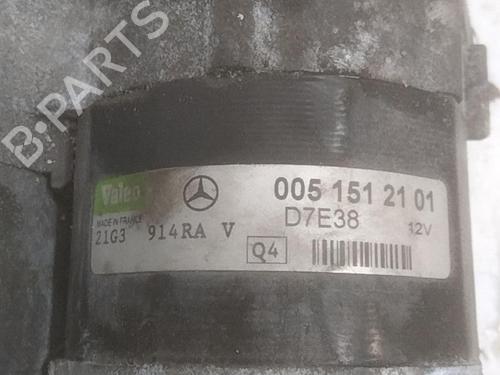 B-PARTS
Valeo
005 151 21 01
MADE IN FRANCE
D7E38
12V
21G3 914RA V
Q4